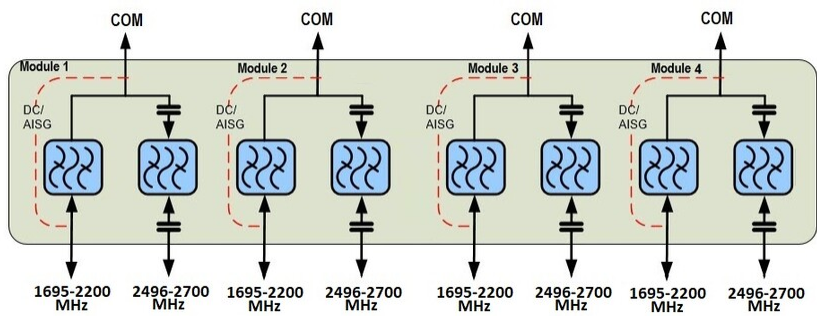 COM COM COM COM
Module 1 Module 2 Module 3 Module 4
DC/ DC/ DC/ DC/
AISG AISG AISG AISG
1695-2200 2496-2700 1695-2200 2496-2700 1695-2200 2496-2700 1695-2200 2496-2700
MHz MHz MHz MHz MHz MHz MHz MHz